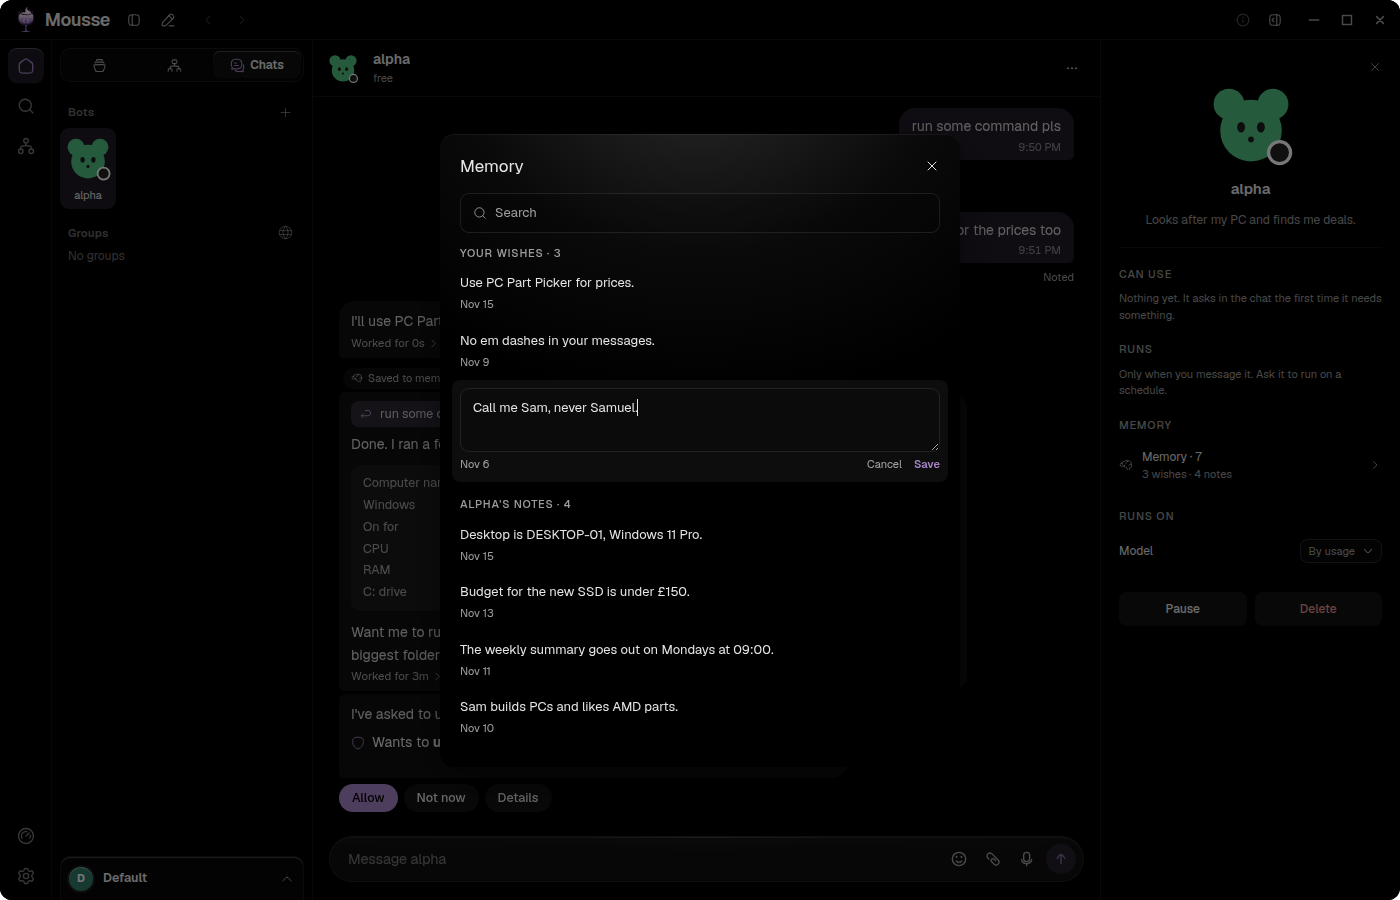 Mousse
Chats
Bots
alpha
Groups
No groups
D
Default
alpha
free
run some command pls
9:50 PM
or the prices too
9:51 PM
Noted
I'll use PC Part
Worked for 0s
Saved to mem
run some c
Done. I ran a fe
Computer nam
Windows
On for
CPU
RAM
C: drive
Want me to ru
biggest folder
Worked for 3m
I've asked to u
Wants to u
Allow
Not now
Details
Message alpha
Memory
Search
YOUR WISHES · 3
Use PC Part Picker for prices.
Nov 15
No em dashes in your messages.
Nov 9
Call me Sam, never Samuel.
Nov 6
Cancel
Save
ALPHA'S NOTES · 4
Desktop is DESKTOP-01, Windows 11 Pro.
Nov 15
Budget for the new SSD is under £150.
Nov 13
The weekly summary goes out on Mondays at 09:00.
Nov 11
Sam builds PCs and likes AMD parts.
Nov 10
alpha
Looks after my PC and finds me deals.
CAN USE
Nothing yet. It asks in the chat the first time it needs
something.
RUNS
Only when you message it. Ask it to run on a
schedule.
MEMORY
Memory · 7
3 wishes · 4 notes
RUNS ON
Model
By usage
Pause
Delete